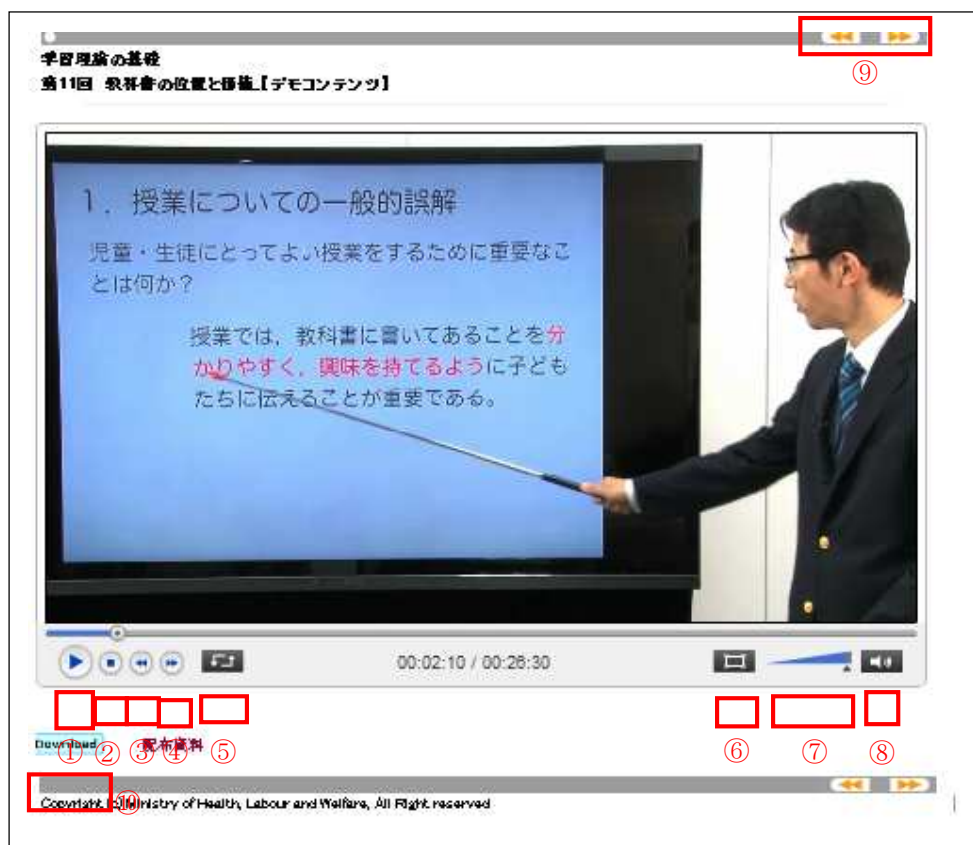 ⑨
学習理論の基礎
第11回 教科書の位置と価値【デモコンテンツ】
1．授業についての一般的誤解
児童・生徒にとってよい授業をするために重要なこ
とは何か？
授業では，教科書に書いてあることを分
かりやすく，興味を持てるように子ども
たちに伝えることが重要である。
00:02:10 / 00:26:30
① ② ③ ④ ⑤ ⑥ ⑦ ⑧
Download 配布資料
⑩
Copyright (c) Ministry of Health, Labour and Welfare, All Right reserved